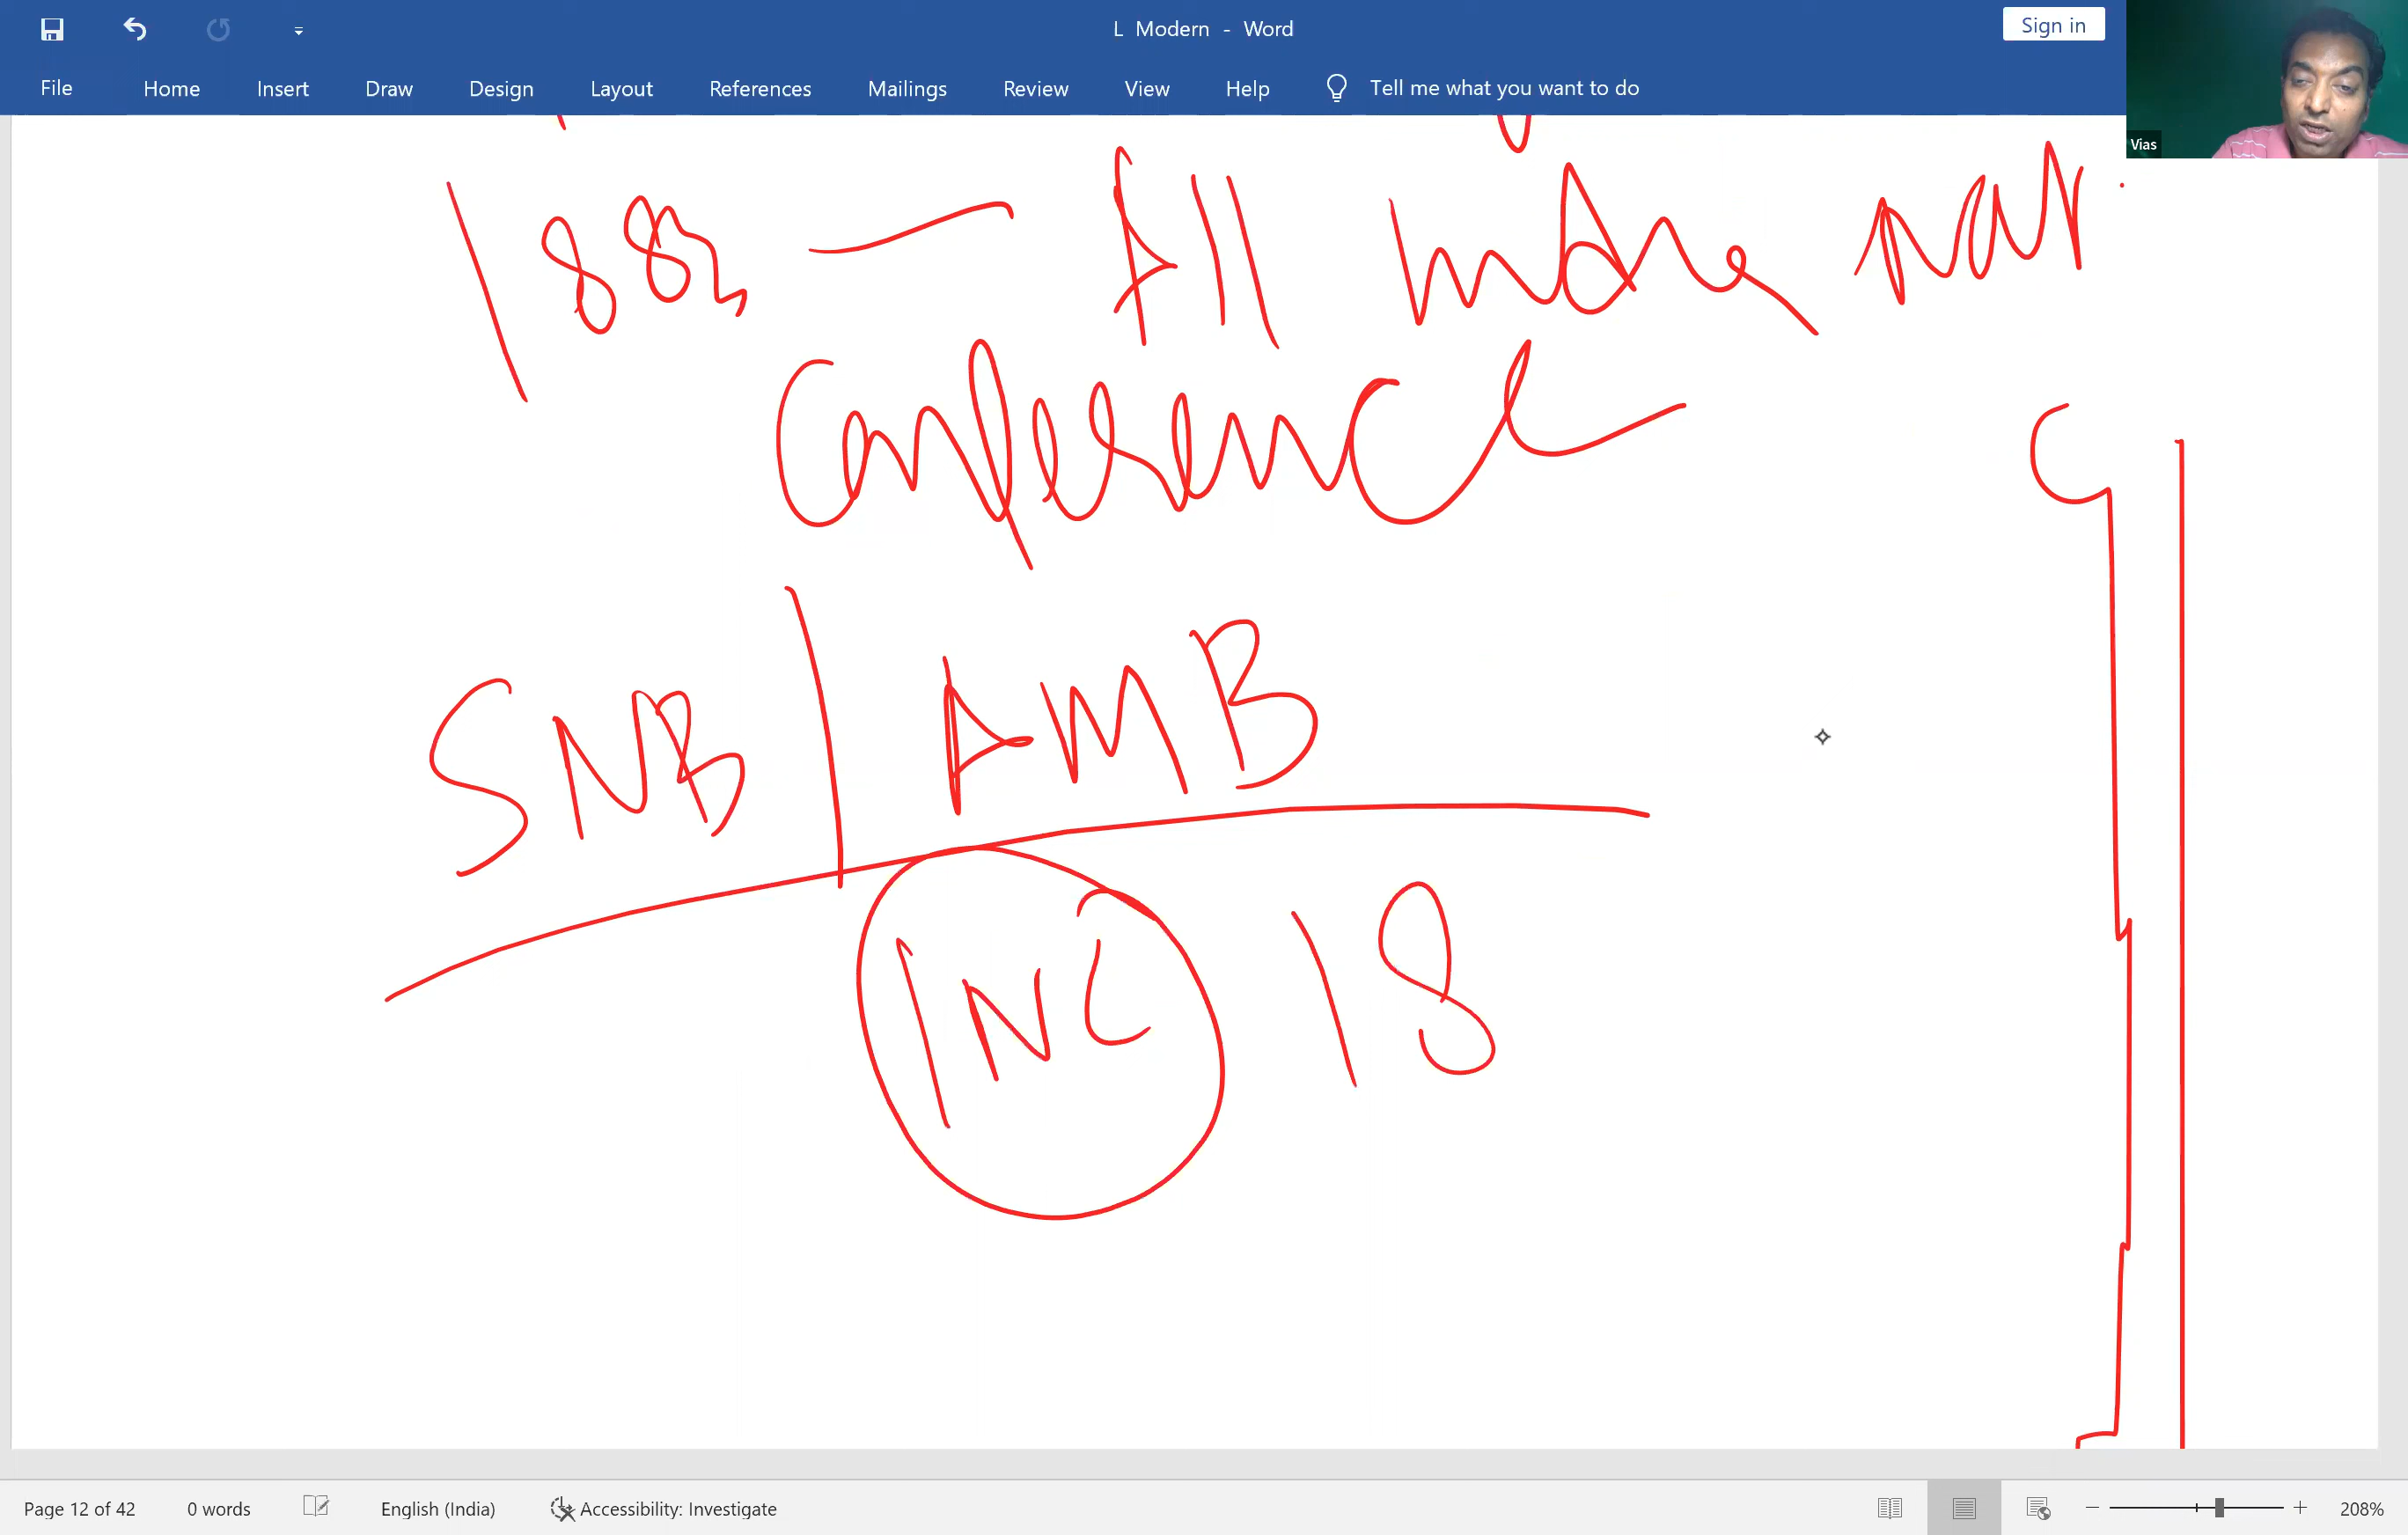 L Modern - Word
Sign in
File Home Insert Draw Design Layout References Mailings Review View Help Tell me what you want to do
Vias
1883 — All India Nat.
Conference
SNB | AMB
INC 18
Page 12 of 42 0 words English (India) Accessibility: Investigate 208%